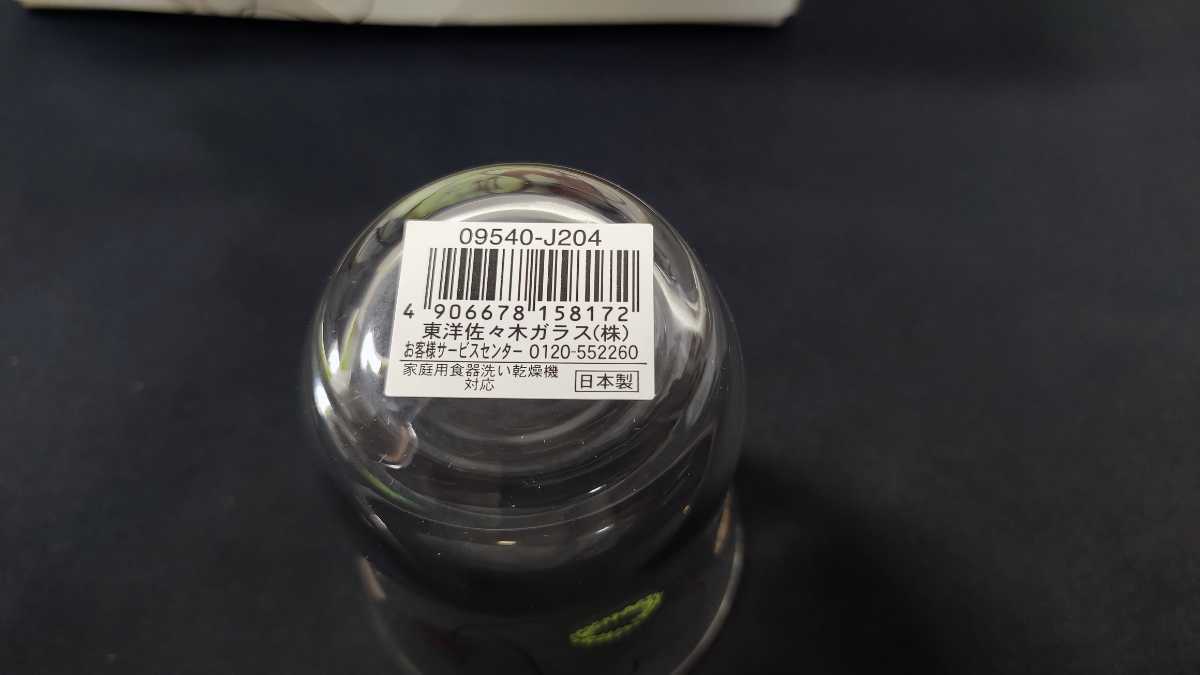 09540-J204
4 906678 158172
東洋佐々木ガラス(株)
お客様サービスセンター 0120-552260
家庭用食器洗い乾燥機
対応
日本製